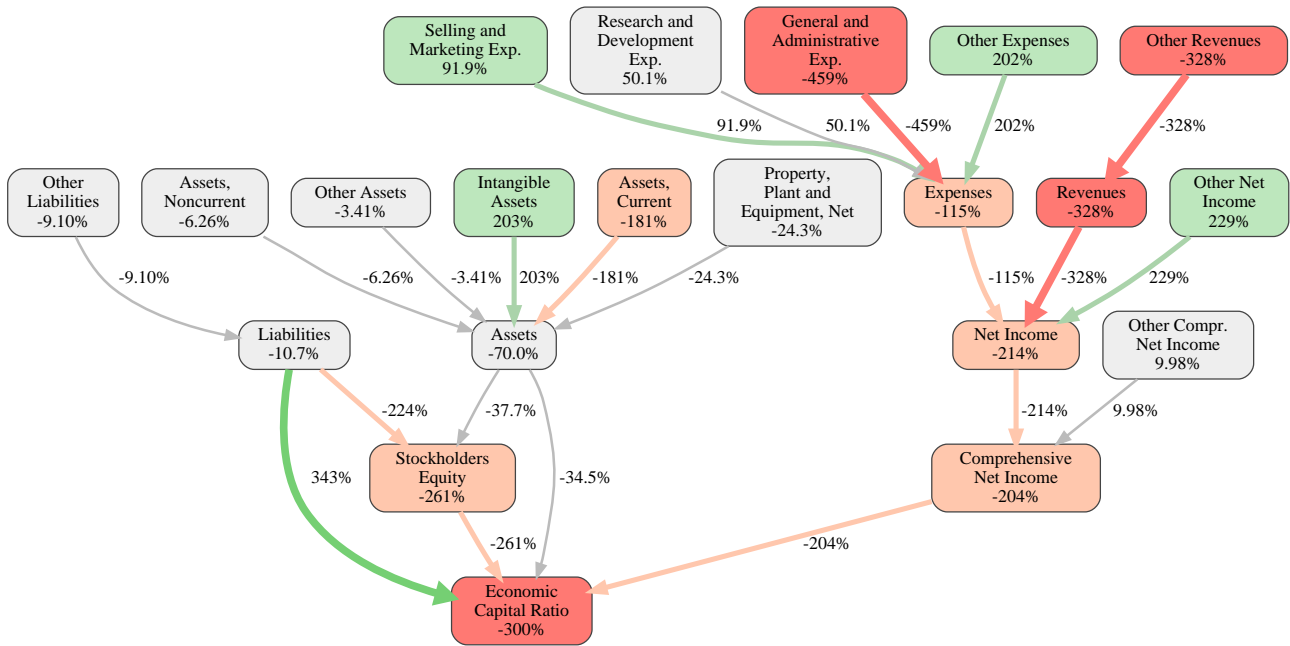 Selling and
Marketing Exp.
91.9%
Research and
Development
Exp.
50.1%
General and
Administrative
Exp.
-459%
Other Expenses
202%
Other Revenues
-328%
91.9%
50.1%
-459%
202%
-328%
Other
Liabilities
-9.10%
Assets,
Noncurrent
-6.26%
Other Assets
-3.41%
Intangible
Assets
203%
Assets,
Current
-181%
Property,
Plant and
Equipment, Net
-24.3%
Expenses
-115%
Revenues
-328%
Other Net
Income
229%
-9.10%
-6.26%
-3.41%
203%
-181%
-24.3%
-115%
-328%
229%
Liabilities
-10.7%
Assets
-70.0%
Net Income
-214%
Other Compr.
Net Income
9.98%
-224%
-37.7%
-214%
9.98%
343%
Stockholders
Equity
-261%
-34.5%
Comprehensive
Net Income
-204%
-261%
-204%
Economic
Capital Ratio
-300%